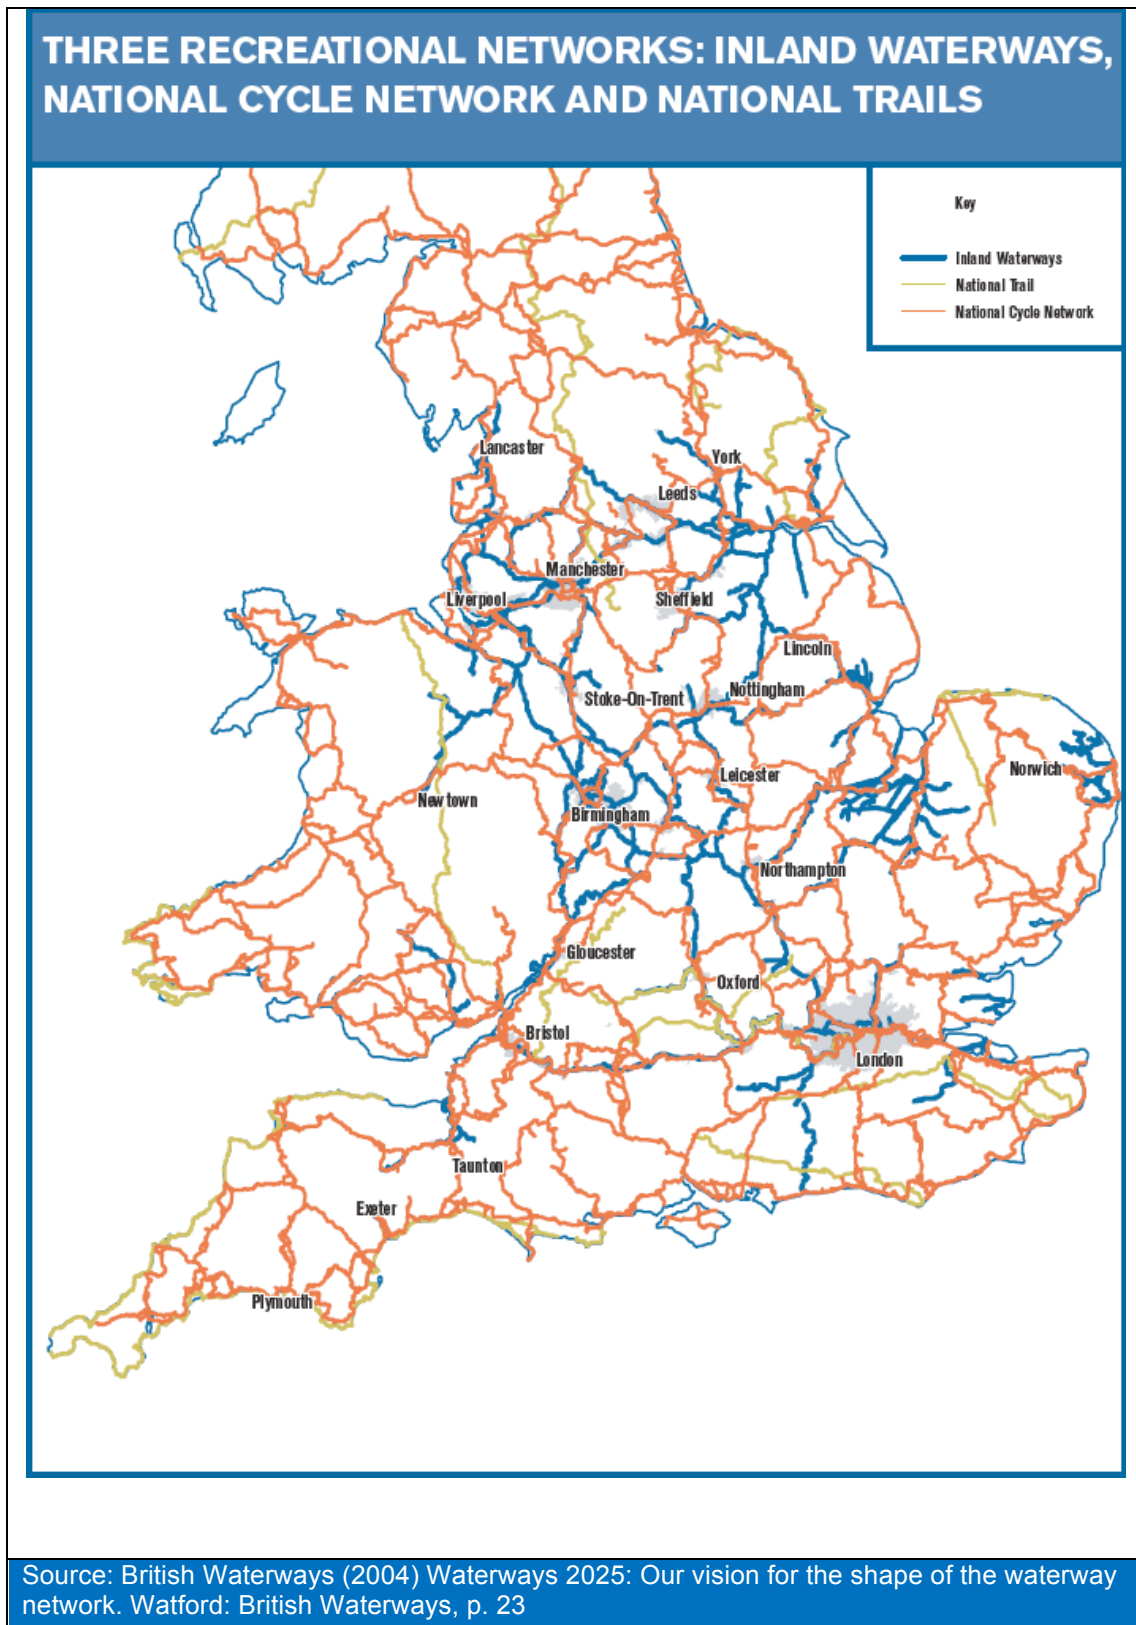 THREE RECREATIONAL NETWORKS: INLAND WATERWAYS,
NATIONAL CYCLE NETWORK AND NATIONAL TRAILS
Key
Inland Waterways
National Trail
National Cycle Network
Lancaster
York
Leeds
Manchester
Liverpool
Sheffield
Lincoln
Stoke-On-Trent
Nottingham
Norwich
Leicester
Newtown
Birmingham
Northampton
Gloucester
Oxford
Bristol
London
Taunton
Exeter
Plymouth
Source: British Waterways (2004) Waterways 2025: Our vision for the shape of the waterway
network. Watford: British Waterways, p. 23